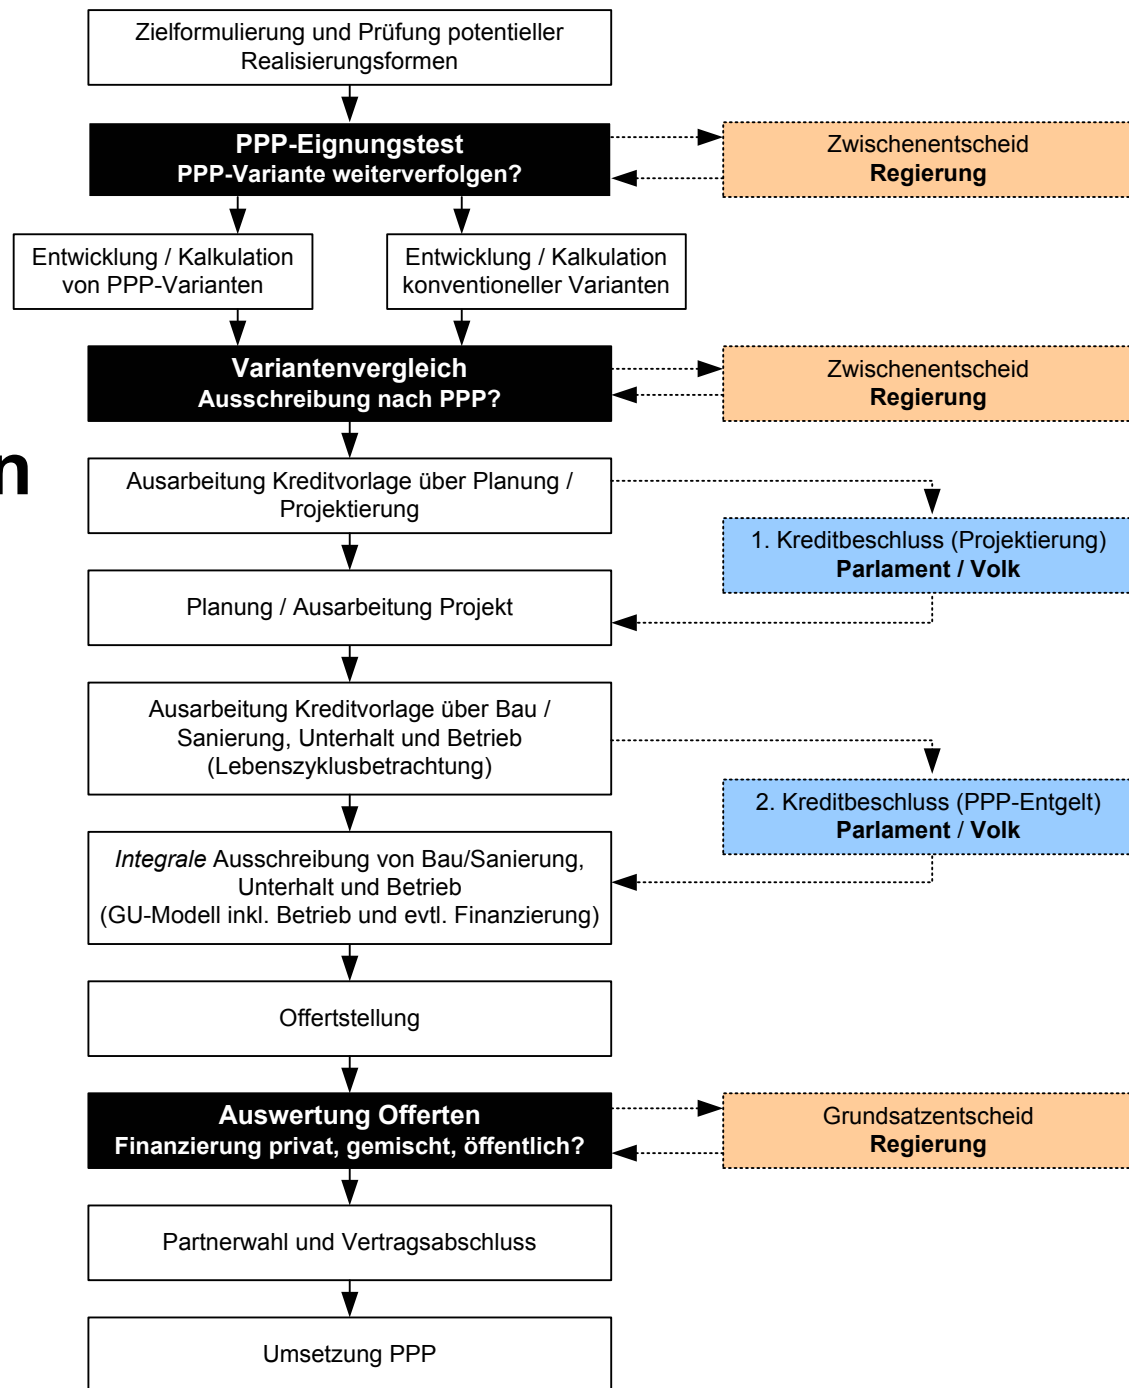 Zielformulierung und Prüfung potentieller
Realisierungsformen
PPP-Eignungstest
PPP-Variante weiterverfolgen?
Zwischenentscheid
Regierung
Entwicklung / Kalkulation
von PPP-Varianten
Entwicklung / Kalkulation
konventioneller Varianten
Variantenvergleich
Ausschreibung nach PPP?
Zwischenentscheid
Regierung
n
Ausarbeitung Kreditvorlage über Planung /
Projektierung
1. Kreditbeschluss (Projektierung)
Parlament / Volk
Planung / Ausarbeitung Projekt
Ausarbeitung Kreditvorlage über Bau /
Sanierung, Unterhalt und Betrieb
(Lebenszyklusbetrachtung)
2. Kreditbeschluss (PPP-Entgelt)
Parlament / Volk
Integrale Ausschreibung von Bau/Sanierung,
Unterhalt und Betrieb
(GU-Modell inkl. Betrieb und evtl. Finanzierung)
Offertstellung
Auswertung Offerten
Finanzierung privat, gemischt, öffentlich?
Grundsatzentscheid
Regierung
Partnerwahl und Vertragsabschluss
Umsetzung PPP